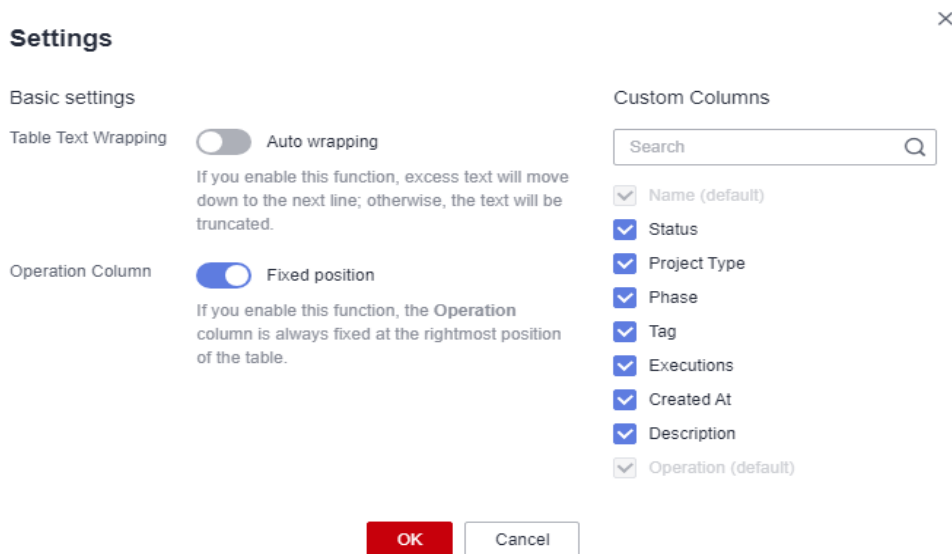 Settings
Basic settings
Table Text Wrapping
Auto wrapping
If you enable this function, excess text will move
down to the next line; otherwise, the text will be
truncated.
Operation Column
Fixed position
If you enable this function, the Operation
column is always fixed at the rightmost position
of the table.
Custom Columns
Search
Name (default)
Status
Project Type
Phase
Tag
Executions
Created At
Description
Operation (default)
OK
Cancel